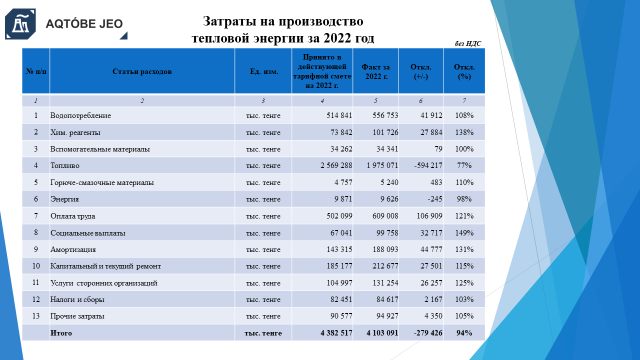 AQTÓBE JEO
Затраты на производство
тепловой энергии за 2022 год
без НДС
№ п/п Статьи расходов Ед. изм. Принято в действующей тарифной смете на 2022 г. Факт за 2022 г. Откл. (+/-) Откл. (%)
1 2 3 4 5 6 7
1 Водопотребление тыс. тенге 514 841 556 753 41 912 108%
2 Хим. реагенты тыс. тенге 73 842 101 726 27 884 138%
3 Вспомогательные материалы тыс. тенге 34 262 34 341 79 100%
4 Топливо тыс. тенге 2 569 288 1 975 071 -594 217 77%
5 Горюче-смазочные материалы тыс. тенге 4 757 5 240 483 110%
6 Энергия тыс. тенге 9 871 9 626 -245 98%
7 Оплата труда тыс. тенге 502 099 609 008 106 909 121%
8 Социальные выплаты тыс. тенге 67 041 99 758 32 717 149%
9 Амортизация тыс. тенге 143 315 188 093 44 777 131%
10 Капитальный и текущий ремонт тыс. тенге 185 177 212 677 27 501 115%
11 Услуги сторонних организаций тыс. тенге 104 997 131 254 26 257 125%
12 Налоги и сборы тыс. тенге 82 451 84 617 2 167 103%
13 Прочие затраты тыс. тенге 90 577 94 927 4 350 105%
Итого тыс. тенге 4 382 517 4 103 091 -279 426 94%